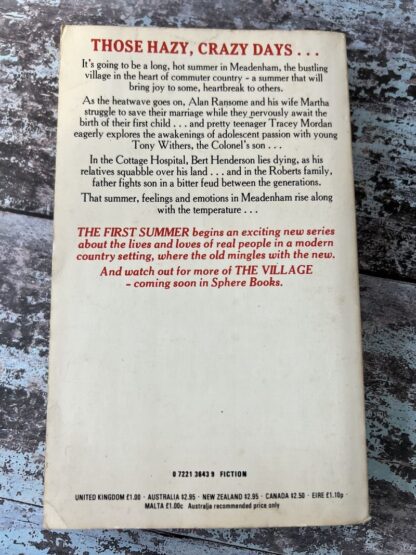 THOSE HAZY, CRAZY DAYS . . .
It's going to be a long, hot summer in Meadenham, the bustling
village in the heart of commuter country – a summer that will
bring joy to some, heartbreak to others.
As the heatwave goes on, Alan Ransome and his wife Martha
struggle to save their marriage while they nervously await the
birth of their first child . . . and pretty teenager Tracey Mordan
eagerly explores the awakenings of adolescent passion with young
Tony Withers, the Colonel's son . . .
In the Cottage Hospital, Bert Henderson lies dying, as his
relatives squabble over his land . . . and in the Roberts family,
father fights son in a bitter feud between the generations.
That summer, feelings and emotions in Meadenham rise along
with the temperature . . .
THE FIRST SUMMER begins an exciting new series
about the lives and loves of real people in a modern
country setting, where the old mingles with the new.
And watch out for more of THE VILLAGE
– coming soon in Sphere Books.
0 7221 3643 9 FICTION
UNITED KINGDOM £1.00 · AUSTRALIA $2.95 · NEW ZEALAND $2.95 · CANADA $2.50 · EIRE £1.10p ·
MALTA £1.00c Australia recommended price only